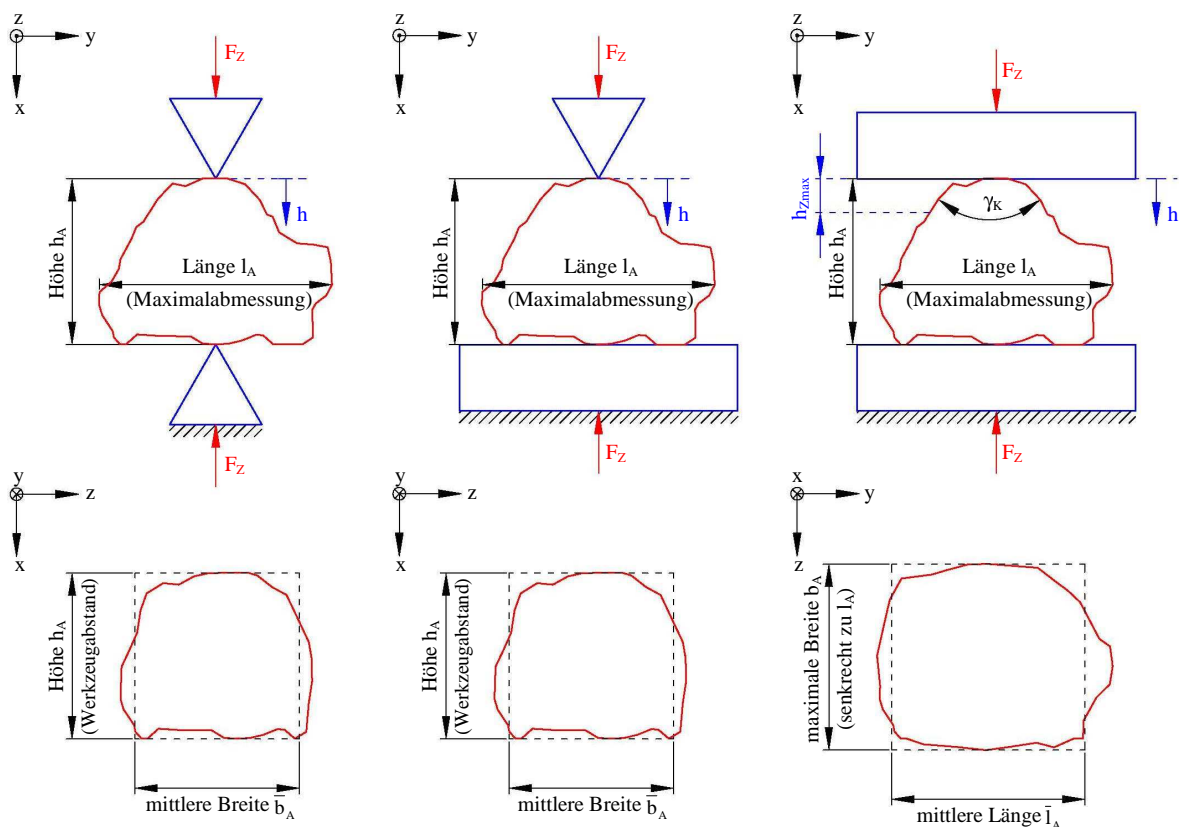 z
y
x
F_Z
h
Höhe h_A
Länge l_A
(Maximalabmessung)
F_Z
z
y
x
F_Z
h
Höhe h_A
Länge l_A
(Maximalabmessung)
F_Z
z
y
x
F_Z
h_Zmax
γ_K
h
Höhe h_A
Länge l_A
(Maximalabmessung)
F_Z
y
z
x
Höhe h_A
(Werkzeugabstand)
mittlere Breite b̄_A
y
z
x
Höhe h_A
(Werkzeugabstand)
mittlere Breite b̄_A
x
y
z
maximale Breite b_A
(senkrecht zu l_A)
mittlere Länge l̄_A